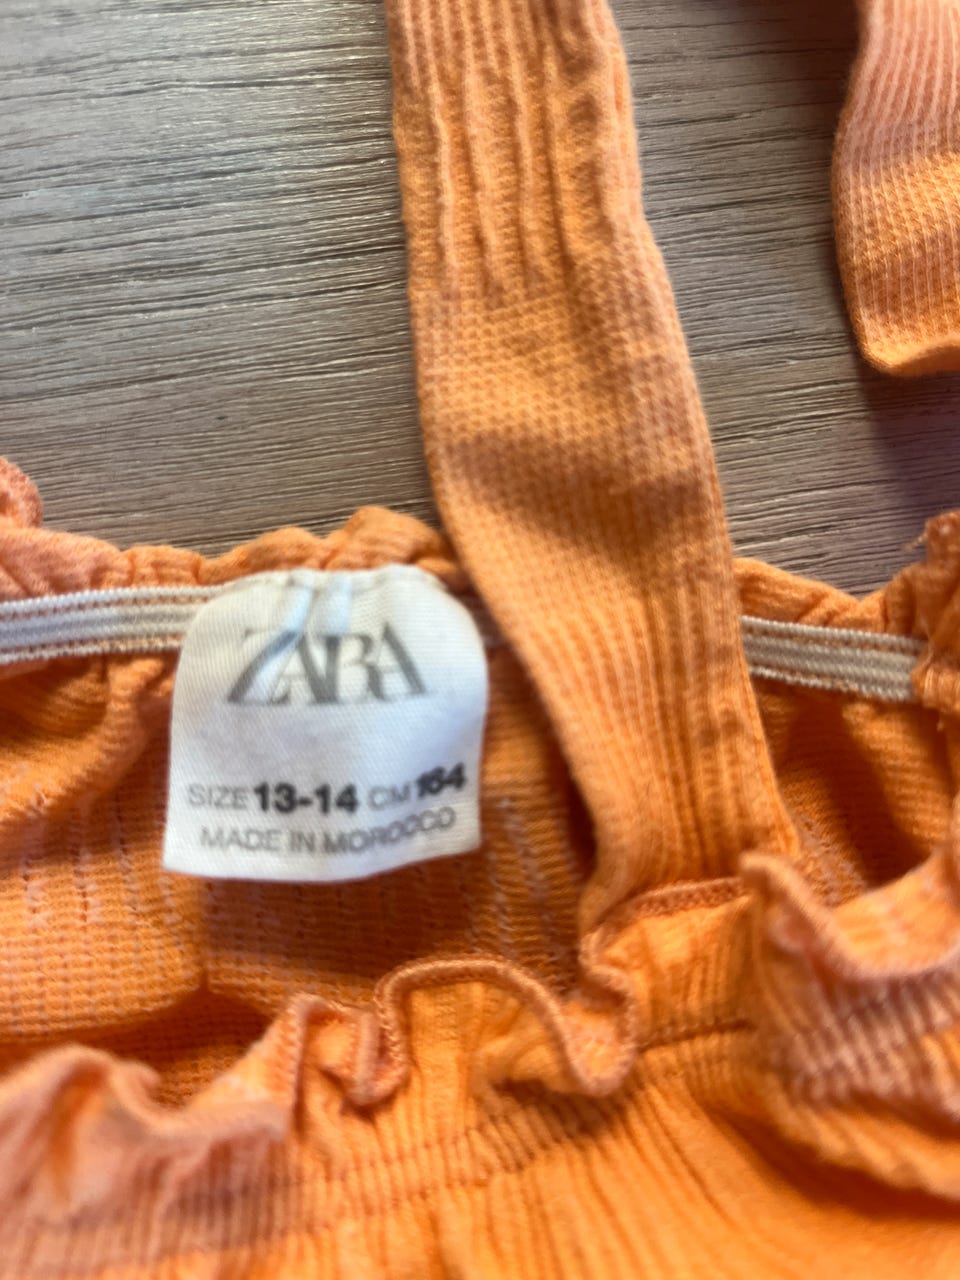 ZARA
SIZE 13-14 CM 164
MADE IN MOROCCO